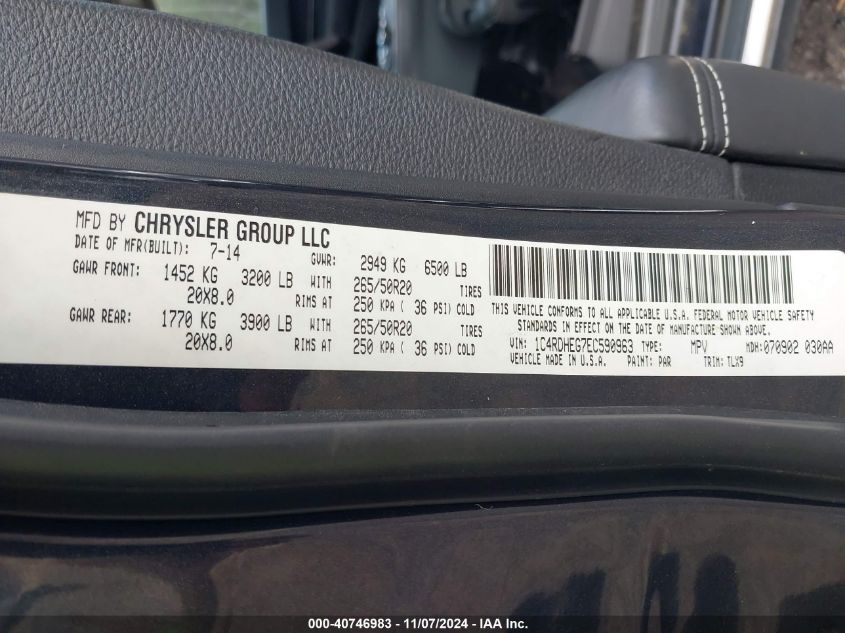 MFD BY CHRYSLER GROUP LLC
DATE OF MFR(BUILT): 7-14 GVWR: 2949 KG 6500 LB
GAWR FRONT: 1452 KG 3200 LB WITH 265/50R20 TIRES
20X8.0 RIMS AT 250 KPA ( 36 PSI) COLD
GAWR REAR: 1770 KG 3900 LB WITH 265/50R20 TIRES
20X8.0 RIMS AT 250 KPA ( 36 PSI) COLD
THIS VEHICLE CONFORMS TO ALL APPLICABLE U.S.A. FEDERAL MOTOR VEHICLE SAFETY
STANDARDS IN EFFECT ON THE DATE OF MANUFACTURE SHOWN ABOVE.
VIN: 1C4RDHEG7EC590963 TYPE: MPV MDH: 070902 030AA
VEHICLE MADE IN U.S.A. PAINT: PAR TRIM: TLX9
000-40746983 - 11/07/2024 - IAA Inc.